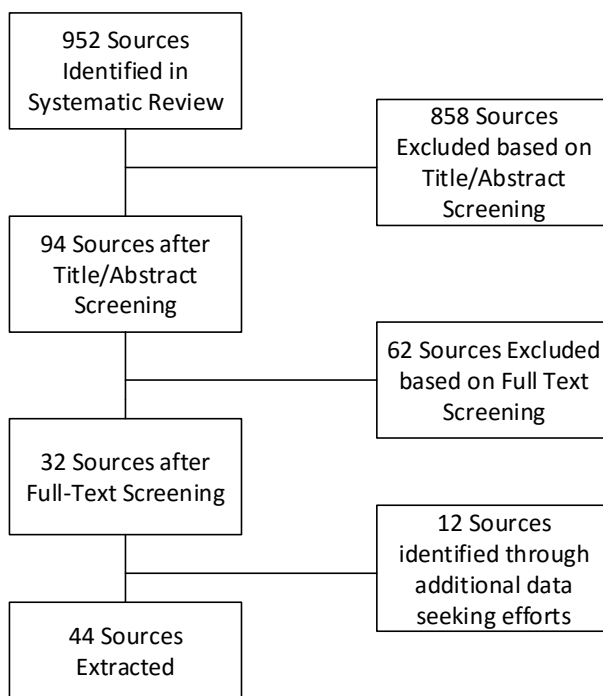 952 Sources
Identified in
Systematic Review
858 Sources
Excluded based on
Title/Abstract
Screening
94 Sources after
Title/Abstract
Screening
62 Sources Excluded
based on Full Text
Screening
32 Sources after
Full-Text Screening
12 Sources
identified through
additional data
seeking efforts
44 Sources
Extracted